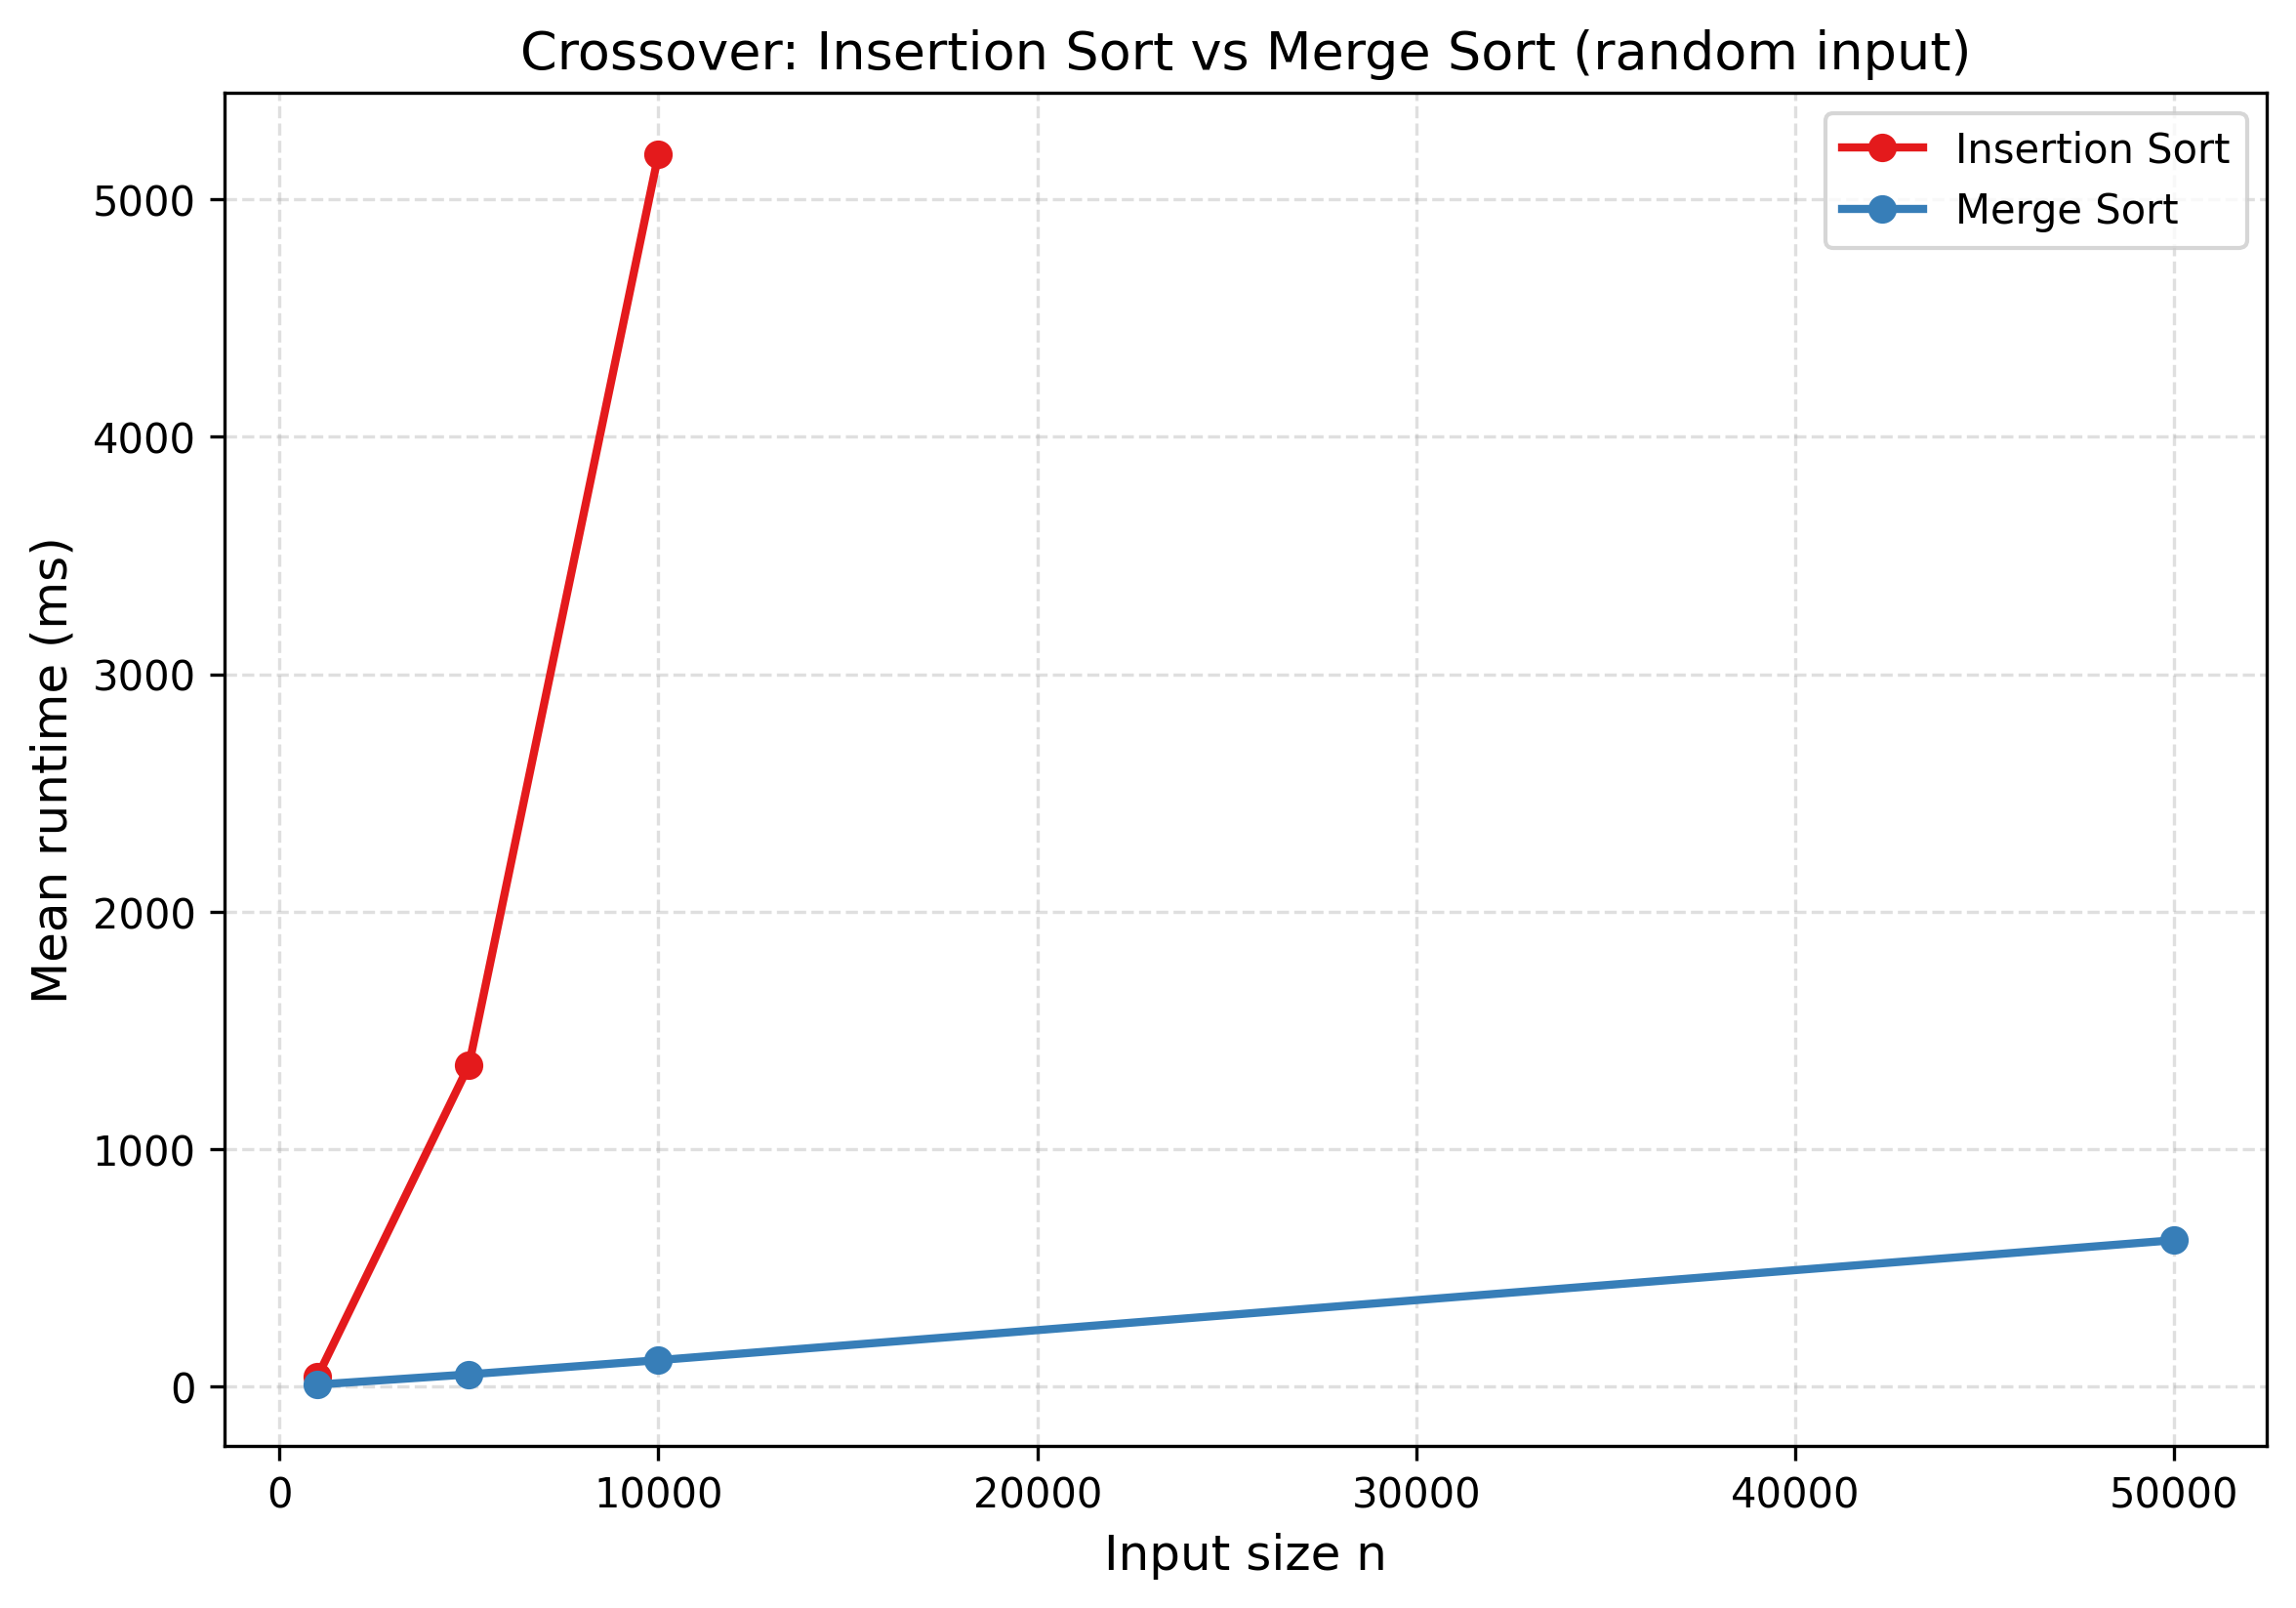 Crossover: Insertion Sort vs Merge Sort (random input)
Insertion Sort
Merge Sort
Mean runtime (ms)
5000
4000
3000
2000
1000
0
0 10000 20000 30000 40000 50000
Input size n